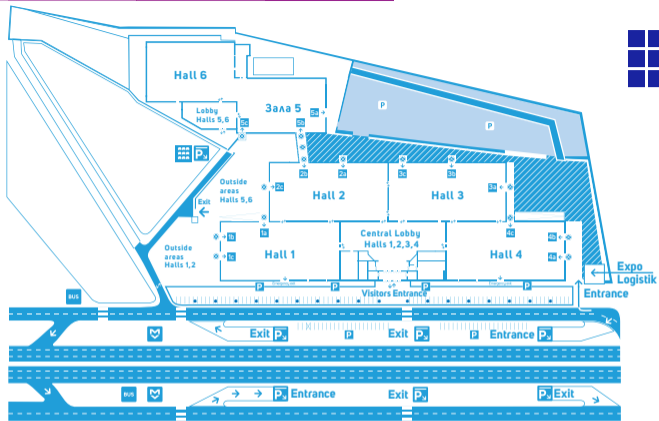 Hall 6
Зала 5
Lobby
Halls 5,6
5a
5b
5c
P
P
P
2b
2a
3c
3b
Outside
areas
Halls 5,6
2c
Hall 2
Hall 3
3a
Exit
1a
4c
Outside
areas
Halls 1,2
1b
1c
Hall 1
Central Lobby
Halls 1,2,3,4
Hall 4
4b
4a
Expo
Logistik
Entrance
Visitors Entrance
BUS
P
P
P
P
M
Exit P
P
Exit P
P
Entrance P
BUS
M
P Entrance
Exit P
P Exit